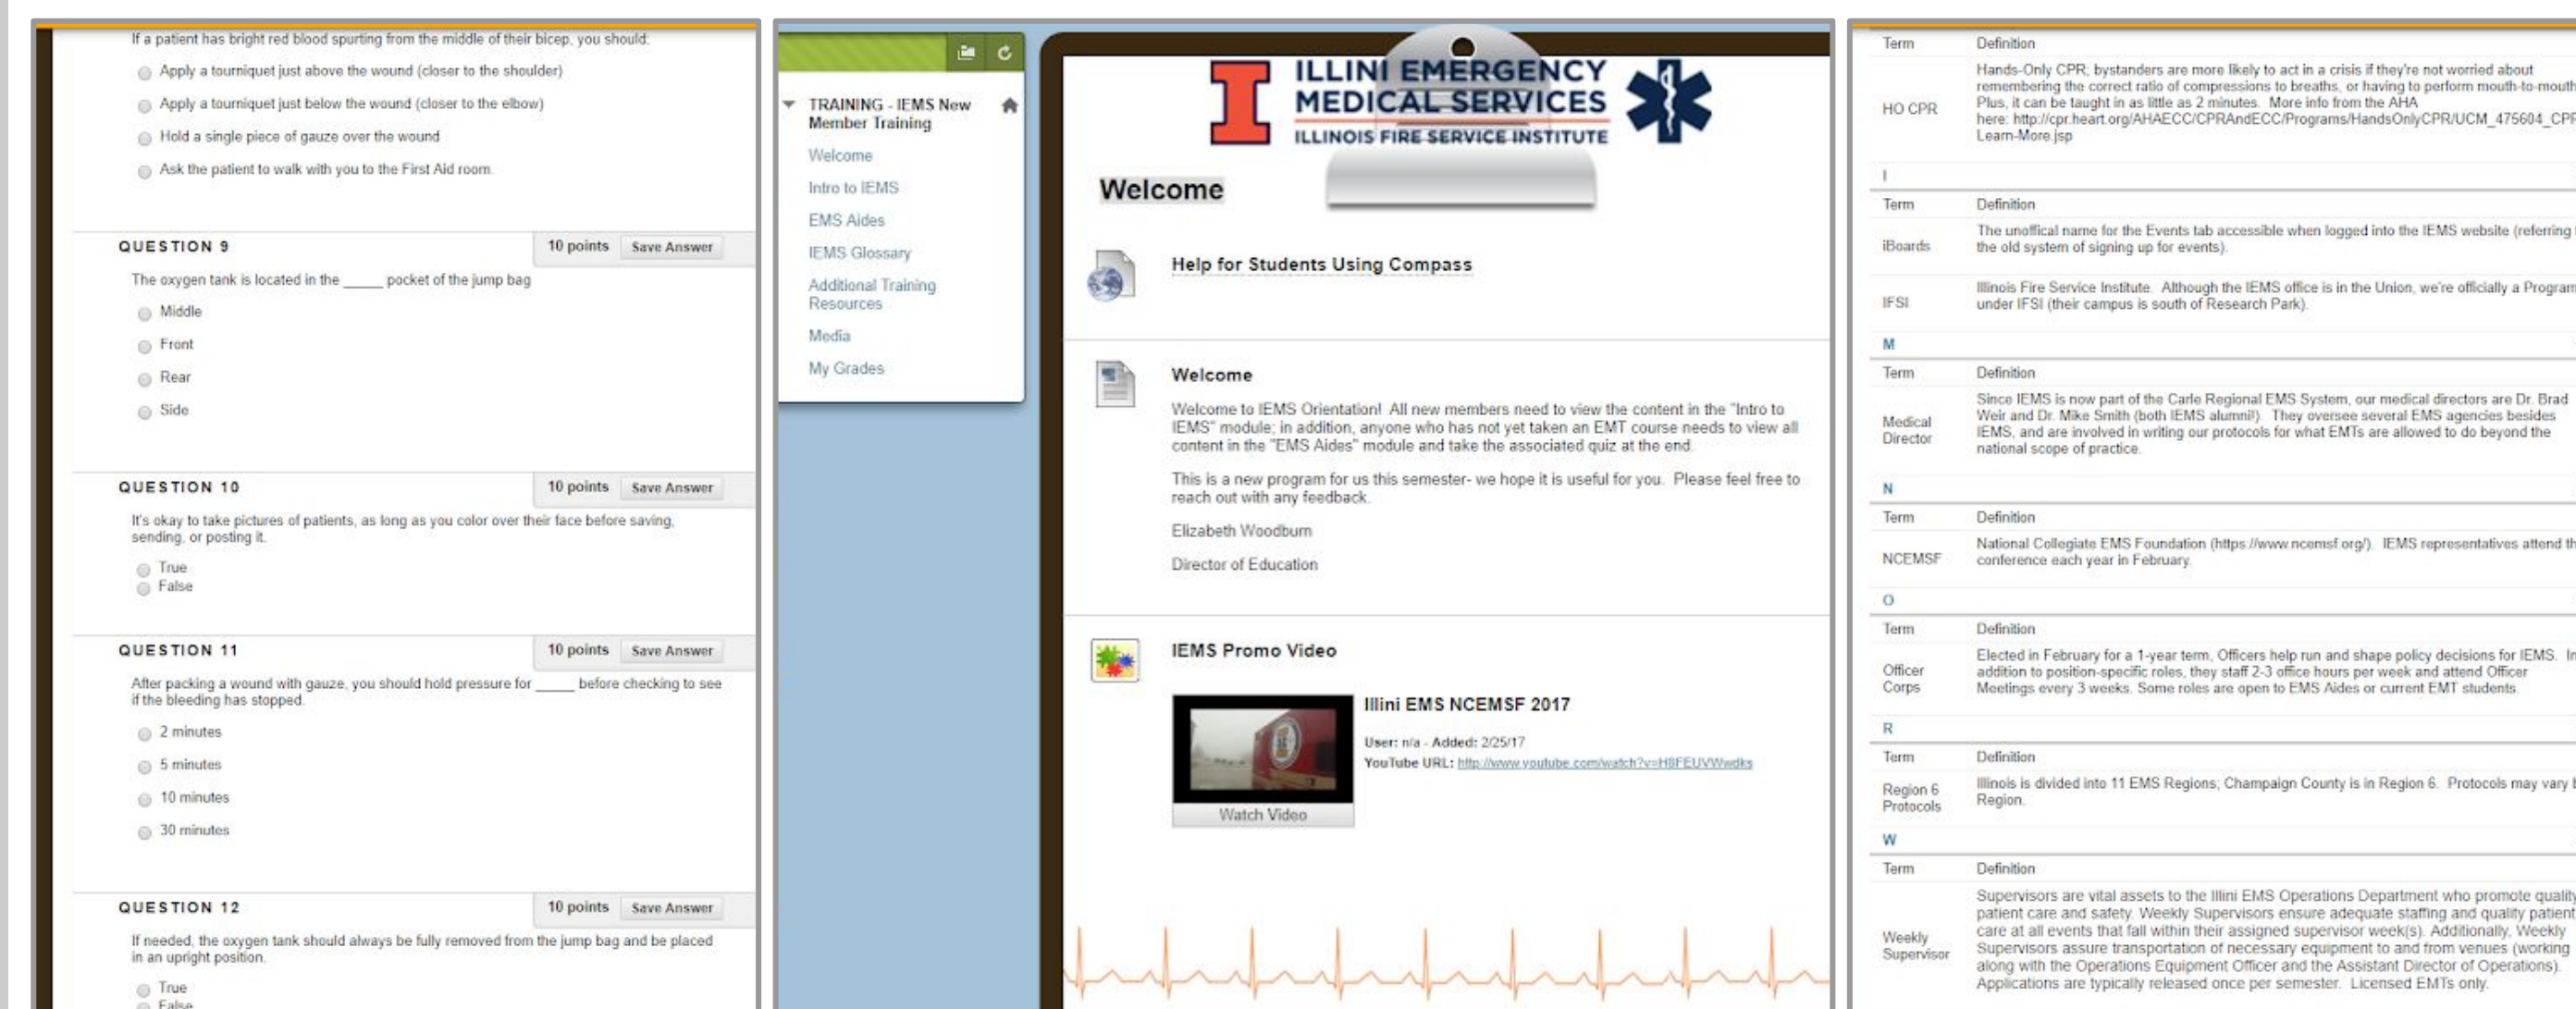 If a patient has bright red blood spurting from the middle of their bicep, you should:
Apply a tourniquet just above the wound (closer to the shoulder)
Apply a tourniquet just below the wound (closer to the elbow)
Hold a single piece of gauze over the wound
Ask the patient to walk with you to the First Aid room.
QUESTION 9
10 points
Save Answer
The oxygen tank is located in the _____ pocket of the jump bag
Middle
Front
Rear
Side
QUESTION 10
10 points
Save Answer
It's okay to take pictures of patients, as long as you color over their face before saving,
sending, or posting it.
True
False
QUESTION 11
10 points
Save Answer
After packing a wound with gauze, you should hold pressure for _____ before checking to see
if the bleeding has stopped.
2 minutes
5 minutes
10 minutes
30 minutes
QUESTION 12
10 points
Save Answer
If needed, the oxygen tank should always be fully removed from the jump bag and be placed
in an upright position.
True
False
TRAINING - IEMS New
Member Training
Welcome
Intro to IEMS
EMS Aides
IEMS Glossary
Additional Training
Resources
Media
My Grades
I
ILLINI EMERGENCY
MEDICAL SERVICES
ILLINOIS FIRE SERVICE INSTITUTE
Welcome
Help for Students Using Compass
Welcome
Welcome to IEMS Orientation! All new members need to view the content in the "Intro to
IEMS" module; in addition, anyone who has not yet taken an EMT course needs to view all
content in the "EMS Aides" module and take the associated quiz at the end.
This is a new program for us this semester- we hope it is useful for you. Please feel free to
reach out with any feedback.
Elizabeth Woodburn
Director of Education
IEMS Promo Video
Illini EMS NCEMSF 2017
User: n/a - Added: 2/25/17
YouTube URL: http://www.youtube.com/watch?v=H8FEUVWwdks
Watch Video
Term Definition
HO CPR
Hands-Only CPR; bystanders are more likely to act in a crisis if they're not worried about
remembering the correct ratio of compressions to breaths, or having to perform mouth-to-mouth
Plus, it can be taught in as little as 2 minutes. More info from the AHA
here: http://cpr.heart.org/AHAECC/CPRAndECC/Programs/HandsOnlyCPR/UCM_475604_CPR
Learn-More.jsp
I
Term Definition
iBoards
The unoffical name for the Events tab accessible when logged into the IEMS website (referring
the old system of signing up for events).
IFSI
Illinois Fire Service Institute. Although the IEMS office is in the Union, we're officially a Program
under IFSI (their campus is south of Research Park).
M
Term Definition
Medical
Director
Since IEMS is now part of the Carle Regional EMS System, our medical directors are Dr. Brad
Weir and Dr. Mike Smith (both IEMS alumni!). They oversee several EMS agencies besides
IEMS, and are involved in writing our protocols for what EMTs are allowed to do beyond the
national scope of practice.
N
Term Definition
NCEMSF
National Collegiate EMS Foundation (https://www.ncemsf.org/). IEMS representatives attend th
conference each year in February.
O
Term Definition
Officer
Corps
Elected in February for a 1-year term, Officers help run and shape policy decisions for IEMS. In
addition to position-specific roles, they staff 2-3 office hours per week and attend Officer
Meetings every 3 weeks. Some roles are open to EMS Aides or current EMT students.
R
Term Definition
Region 6
Protocols
Illinois is divided into 11 EMS Regions; Champaign County is in Region 6. Protocols may vary b
Region.
W
Term Definition
Weekly
Supervisor
Supervisors are vital assets to the Illini EMS Operations Department who promote quality
patient care and safety. Weekly Supervisors ensure adequate staffing and quality patient
care at all events that fall within their assigned supervisor week(s). Additionally, Weekly
Supervisors assure transportation of necessary equipment to and from venues (working
along with the Operations Equipment Officer and the Assistant Director of Operations).
Applications are typically released once per semester. Licensed EMTs only.